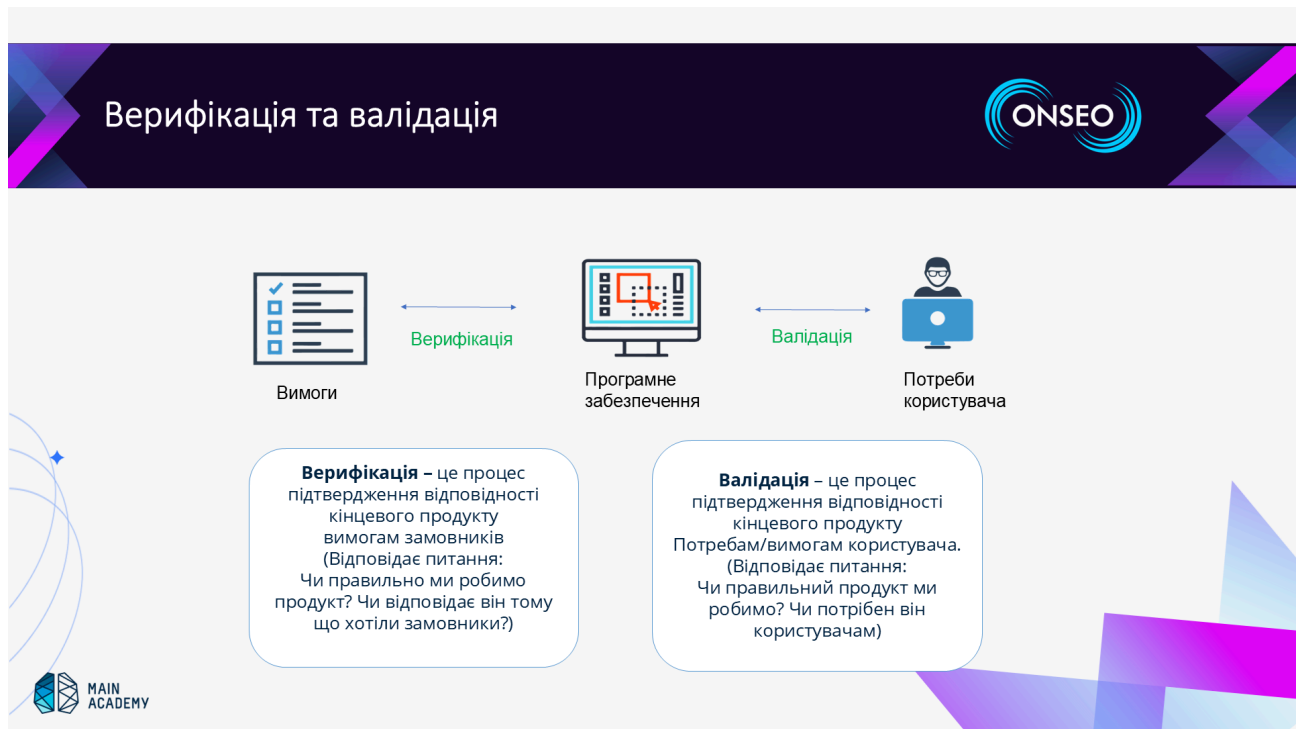 Верифікація та валідація
ONSEO
Верифікація
Валідація
Вимоги
Програмне
забезпечення
Потреби
користувача
Верифікація – це процес
підтвердження відповідності
кінцевого продукту
вимогам замовників
(Відповідає питання:
Чи правильно ми робимо
продукт? Чи відповідає він тому
що хотіли замовники?)
Валідація – це процес
підтвердження відповідності
кінцевого продукту
Потребам/вимогам користувача.
(Відповідає питання:
Чи правильний продукт ми
робимо? Чи потрібен він
користувачам)
MAIN
ACADEMY